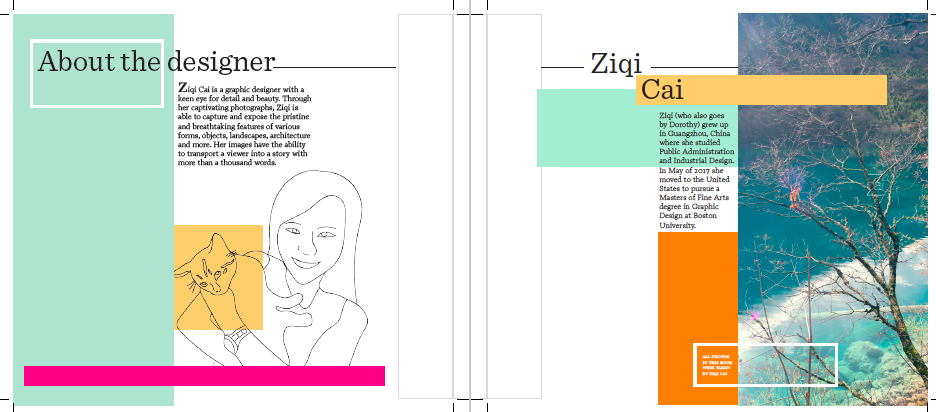 About the designer
Ziqi Cai is a graphic designer with a
keen eye for detail and beauty. Through
her captivating photographs, Ziqi is
able to capture and expose the pristine
and breathtaking features of various
forms, objects, landscapes, architecture
and more. Her images have the ability
to transport a viewer into a story with
more than a thousand words.
Ziqi
Cai
Ziqi (who also goes
by Dorothy) grew up
in Guangzhou, China
where she studied
Public Administration
and Industrial Design.
In May of 2017 she
moved to the United
States to pursue a
Masters of Fine Arts
degree in Graphic
Design at Boston
University.
ALL PHOTOS
IN THIS BOOK
WERE TAKEN
BY ZIQI CAI